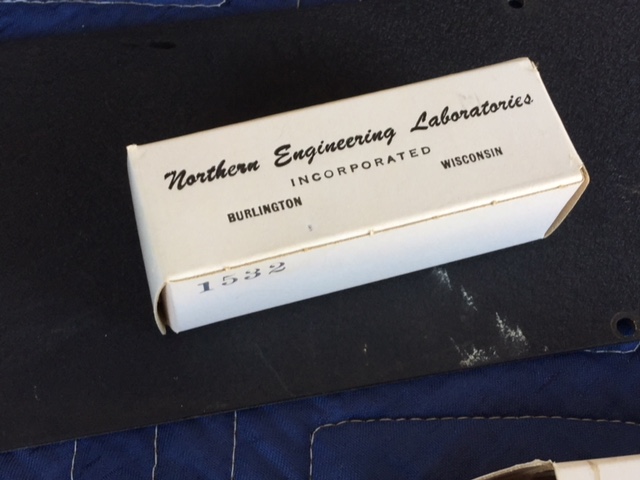 Northern Engineering Laboratories
INCORPORATED
BURLINGTON WISCONSIN
1532